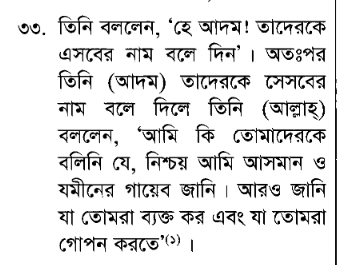 ৩৩. তিনি বললেন, ‘হে আদম! তাদেরকে
এসবের নাম বলে দিন’ । অতঃপর
তিনি (আদম) তাদেরকে সেসবের
নাম বলে দিলে তিনি (আল্লাহ্)
বললেন, ‘আমি কি তোমাদেরকে
বলিনি যে, নিশ্চয় আমি আসমান ও
যমীনের গায়েব জানি । আরও জানি
যা তোমরা ব্যক্ত কর এবং যা তোমরা
গোপন করতে’(১) ।